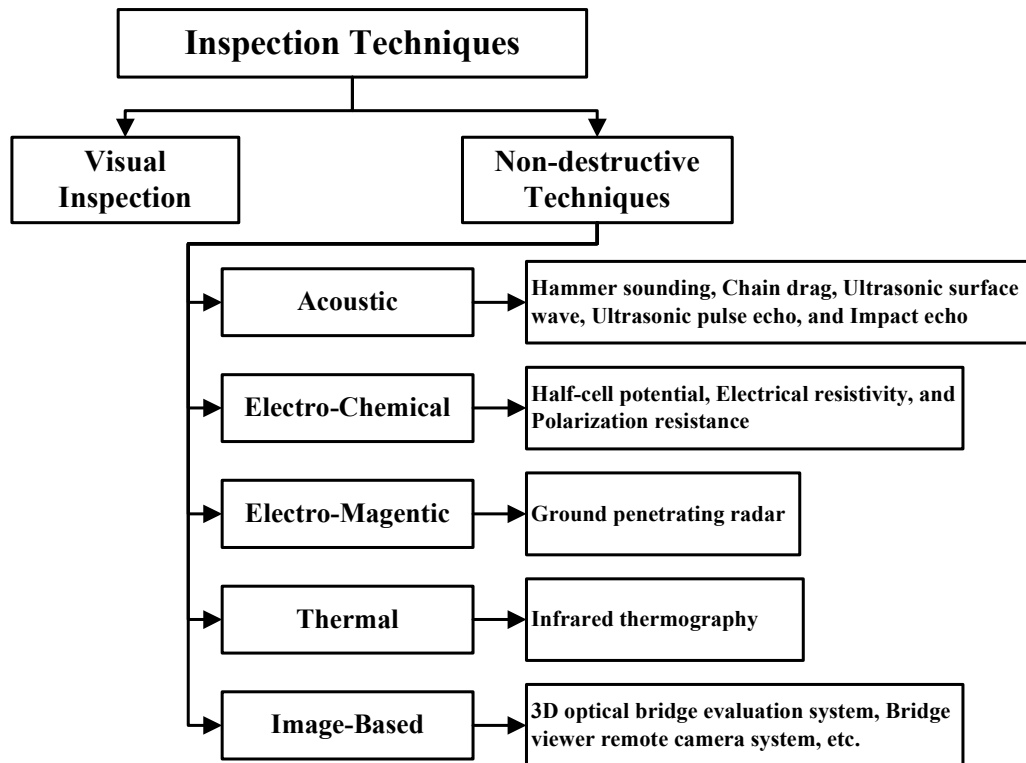 Inspection Techniques
Visual
Inspection
Non-destructive
Techniques
Acoustic
Hammer sounding, Chain drag, Ultrasonic surface
wave, Ultrasonic pulse echo, and Impact echo
Electro-Chemical
Half-cell potential, Electrical resistivity, and
Polarization resistance
Electro-Magentic
Ground penetrating radar
Thermal
Infrared thermography
Image-Based
3D optical bridge evaluation system, Bridge
viewer remote camera system, etc.